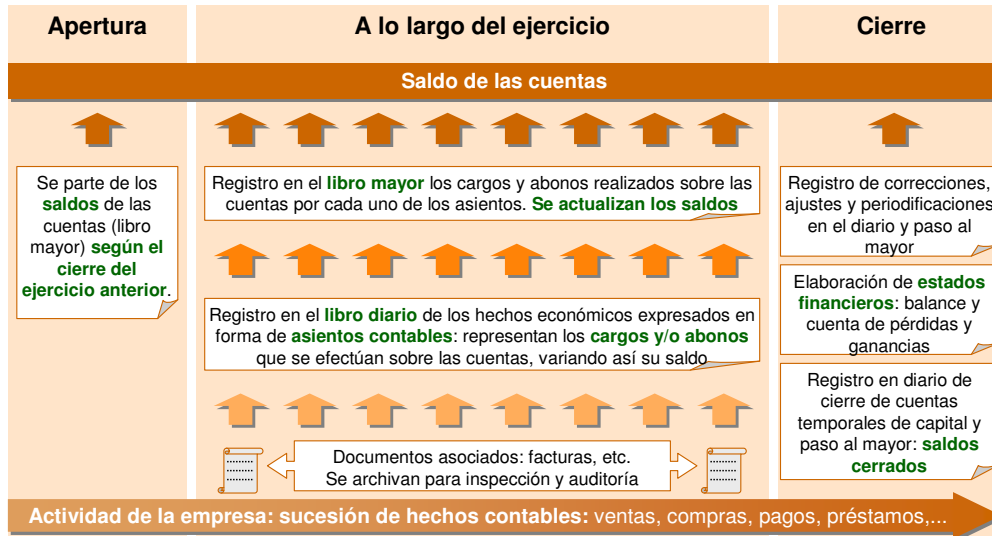 Apertura
A lo largo del ejercicio
Cierre
Saldo de las cuentas
Se parte de los
saldos de las
cuentas (libro
mayor) según el
cierre del
ejercicio anterior.
Registro en el libro mayor los cargos y abonos realizados sobre las
cuentas por cada uno de los asientos. Se actualizan los saldos
Registro en el libro diario de los hechos económicos expresados en
forma de asientos contables: representan los cargos y/o abonos
que se efectúan sobre las cuentas, variando así su saldo
Documentos asociados: facturas, etc.
Se archivan para inspección y auditoría
Registro de correcciones,
ajustes y periodificaciones
en el diario y paso al
mayor
Elaboración de estados
financieros: balance y
cuenta de pérdidas y
ganancias
Registro en diario de
cierre de cuentas
temporales de capital y
paso al mayor: saldos
cerrados
Actividad de la empresa: sucesión de hechos contables: ventas, compras, pagos, préstamos,...